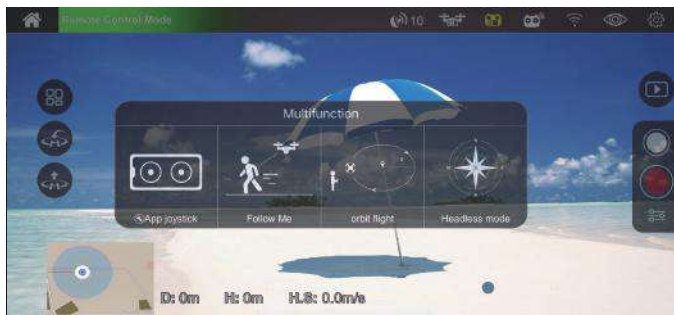 Remote Control Mode
10
Multifunction
App joystick
Follow Me
orbit flight
Headless mode
D: 0m H: 0m H.S: 0.0m/s